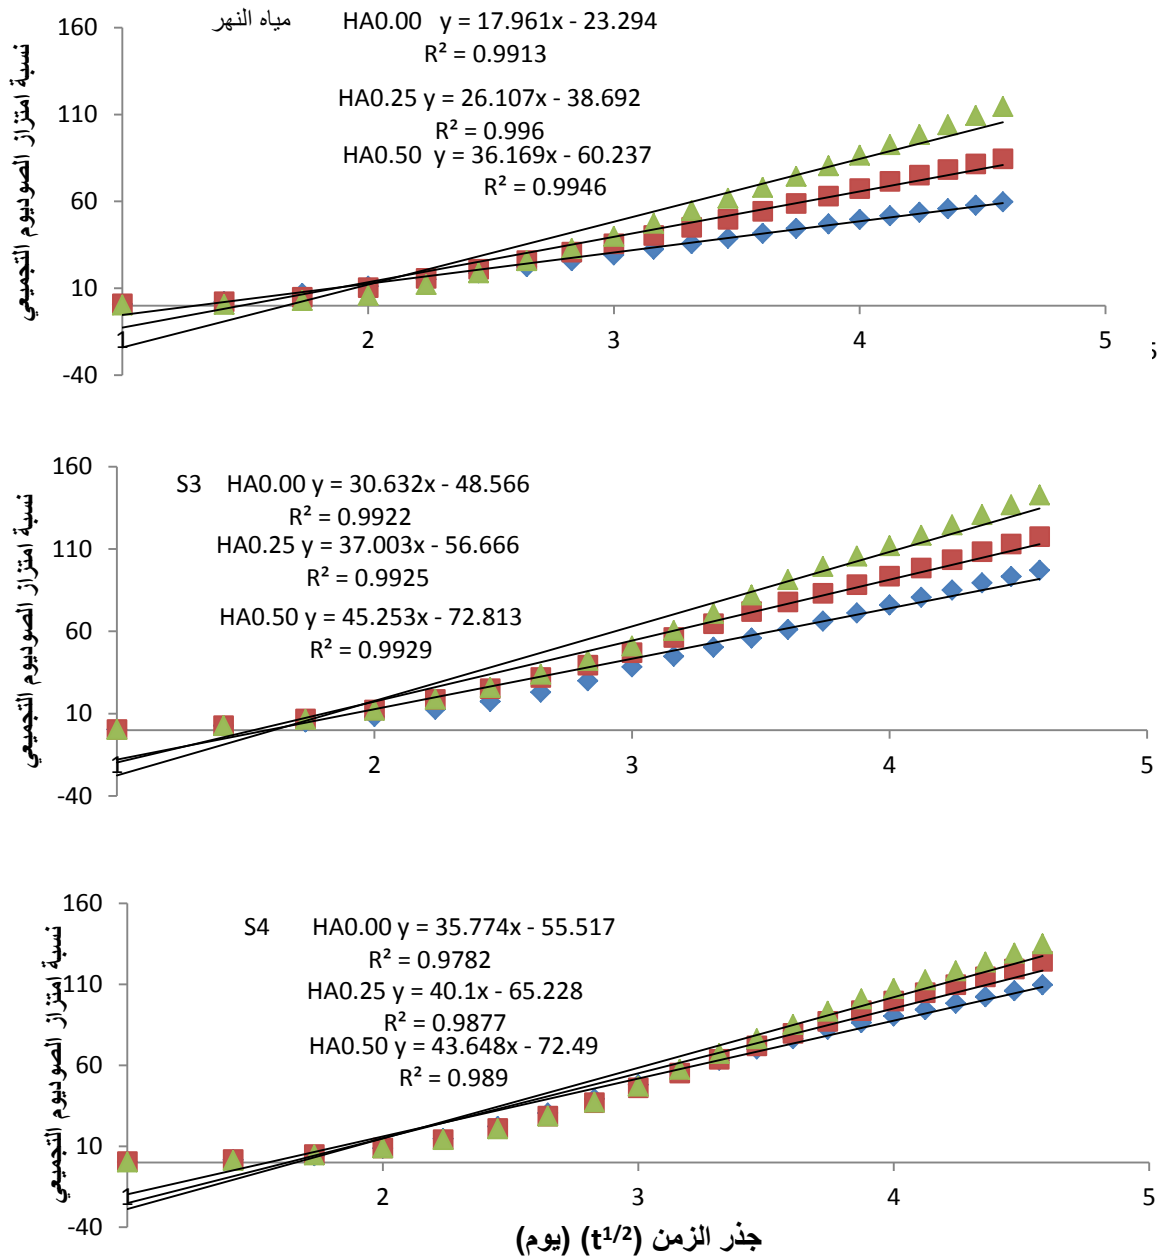 مياه النهر
HA0.00 y = 17.961x - 23.294
R² = 0.9913
HA0.25 y = 26.107x - 38.692
R² = 0.996
HA0.50 y = 36.169x - 60.237
R² = 0.9946
نسبة امتزاز الصوديوم التجميعي
160
110
60
10
-40
1 2 3 4 5
S3 HA0.00 y = 30.632x - 48.566
R² = 0.9922
HA0.25 y = 37.003x - 56.666
R² = 0.9925
HA0.50 y = 45.253x - 72.813
R² = 0.9929
نسبة امتزاز الصوديوم التجميعي
160
110
60
10
-40
1 2 3 4 5
S4 HA0.00 y = 35.774x - 55.517
R² = 0.9782
HA0.25 y = 40.1x - 65.228
R² = 0.9877
HA0.50 y = 43.648x - 72.49
R² = 0.989
نسبة امتزاز الصوديوم التجميعي
160
110
60
10
-40
1 2 3 4 5
جذر الزمن (t^1/2) (يوم)